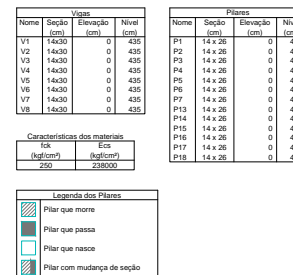 Vigas
Nome Seção Elevação Nível
(cm) (cm) (cm)
V1 14x30 0 435
V2 14x30 0 435
V3 14x30 0 435
V4 14x30 0 435
V5 14x30 0 435
V6 14x30 0 435
V7 14x30 0 435
V8 14x30 0 435
Pilares
Nome Seção Elevação
(cm) (cm)
P1 14 x 26 0
P2 14 x 26 0
P3 14 x 26 0
P4 14 x 26 0
P5 14 x 26 0
P6 14 x 26 0
P7 14 x 26 0
P13 14 x 26 0
P14 14 x 26 0
P15 14 x 26 0
P16 14 x 26 0
P17 14 x 26 0
P18 14 x 26 0
Características dos materiais
fck Ecs
(kgf/cm²) (kgf/cm²)
250 238000
Legenda dos Pilares
Pilar que morre
Pilar que passa
Pilar que nasce
Pilar com mudança de seção